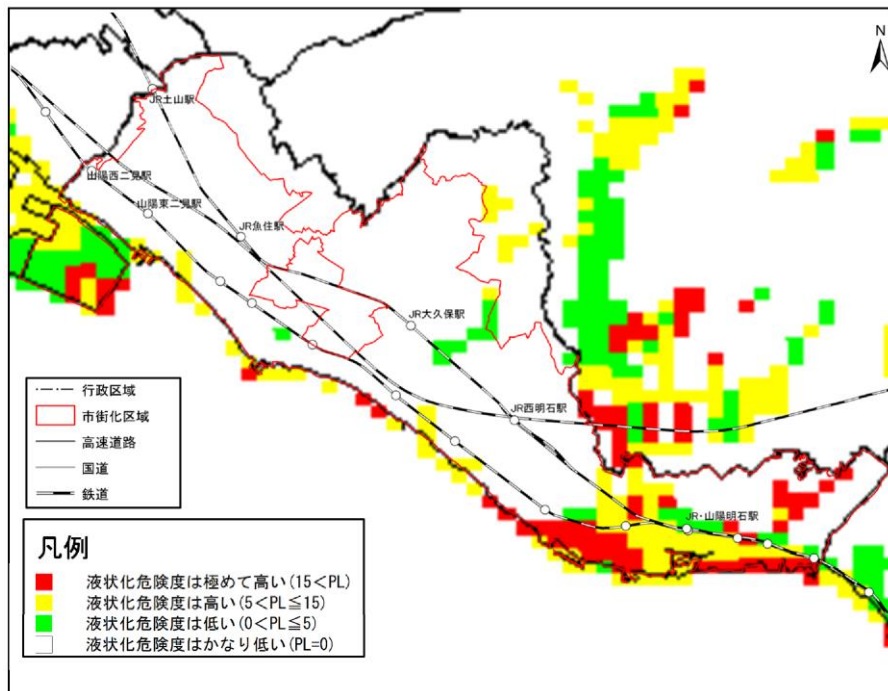 N
JR土山駅
山陽西二見駅
山陽東二見駅
JR魚住駅
JR大久保駅
JR西明石駅
JR・山陽明石駅
行政区域
市街化区域
高速道路
国道
鉄道
凡例
液状化危険度は極めて高い(15<PL)
液状化危険度は高い(5<PL≦15)
液状化危険度は低い(0<PL≦5)
液状化危険度はかなり低い(PL=0)